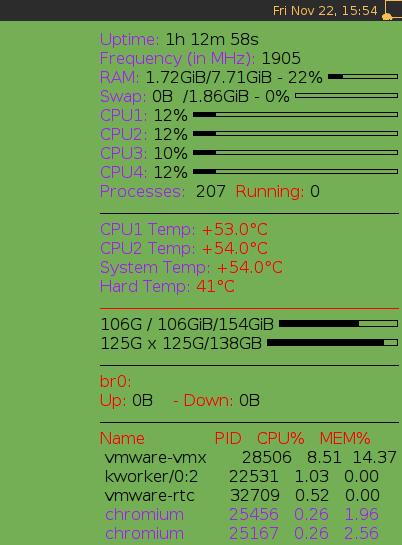 Fri Nov 22, 15:54
Uptime: 1h 12m 58s
Frequency (in MHz): 1905
RAM: 1.72GiB/7.71GiB - 22%
Swap: 0B /1.86GiB - 0%
CPU1: 12%
CPU2: 12%
CPU3: 10%
CPU4: 12%
Processes: 207 Running: 0
CPU1 Temp: +53.0°C
CPU2 Temp: +54.0°C
System Temp: +54.0°C
Hard Temp: 41°C
106G / 106GiB/154GiB
125G x 125G/138GB
br0:
Up: 0B - Down: 0B
Name PID CPU% MEM%
vmware-vmx 28506 8.51 14.37
kworker/0:2 22531 1.03 0.00
vmware-rtc 32709 0.52 0.00
chromium 25456 0.26 1.96
chromium 25167 0.26 2.56